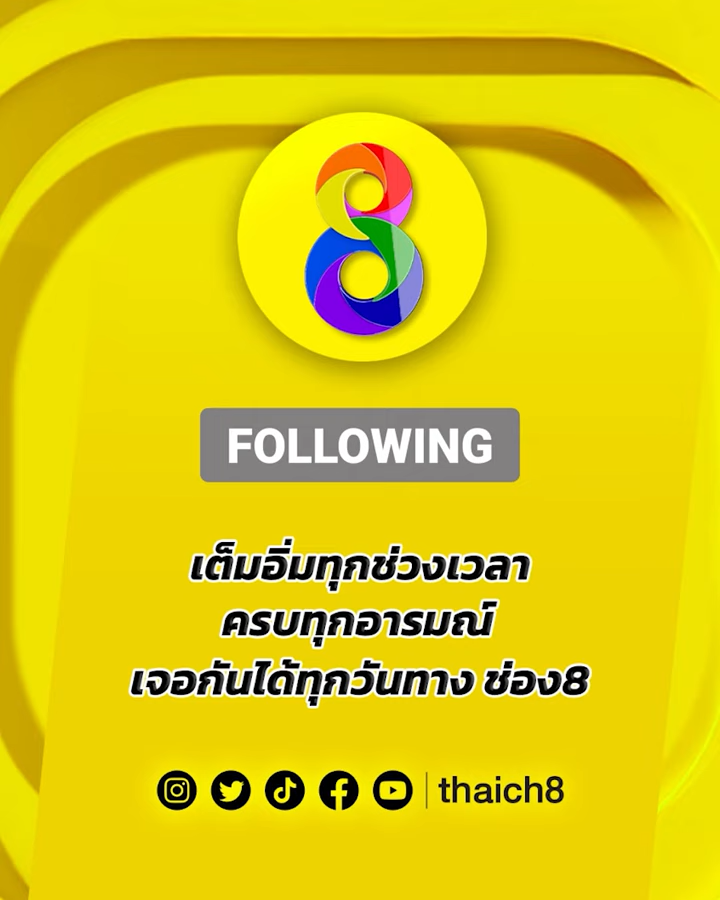 8
FOLLOWING
เต็มอิ่มทุกช่วงเวลา
ครบทุกอารมณ์
เจอกันได้ทุกวันทาง ช่อง8
thaich8